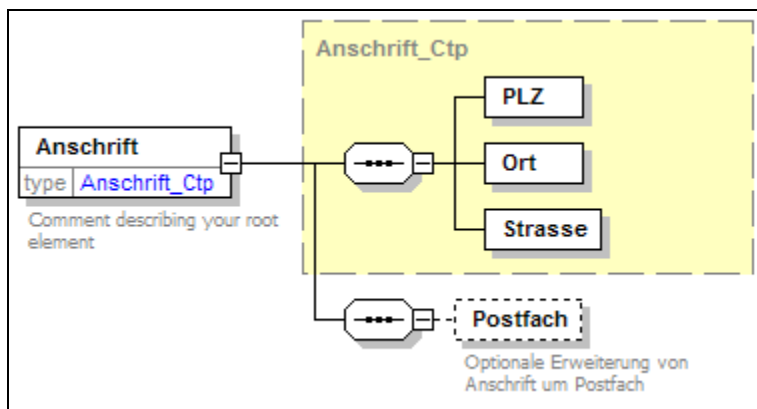 Anschrift_Ctp
PLZ
Anschrift
Ort
type Anschrift_Ctp
Comment describing your root
element
Strasse
Postfach
Optionale Erweiterung von
Anschrift um Postfach